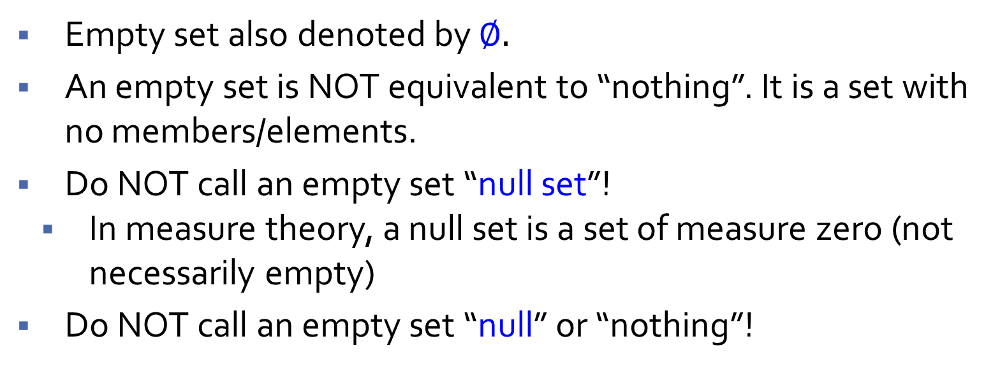 ▪ Empty set also denoted by Ø.
▪ An empty set is NOT equivalent to “nothing”. It is a set with
no members/elements.
▪ Do NOT call an empty set “null set”!
▪ In measure theory, a null set is a set of measure zero (not
necessarily empty)
▪ Do NOT call an empty set “null” or “nothing”!